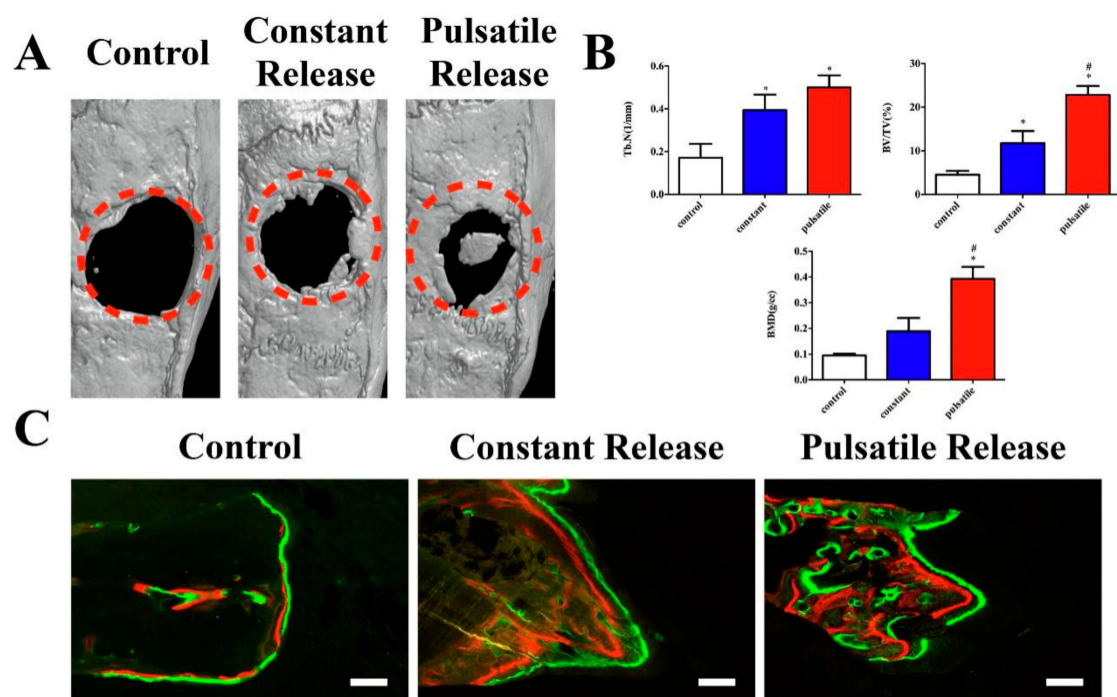 A
Control
Constant
Release
Pulsatile
Release
B
Tb.N(1/mm)
0.6
0.4
0.2
0.0
*
*
control
constant
pulsatile
BV/TV(%)
30
20
10
0
*
#
*
control
constant
pulsatile
BMD(g/cc)
0.5
0.4
0.3
0.2
0.1
0.0
#
*
control
constant
pulsatile
C
Control
Constant Release
Pulsatile Release